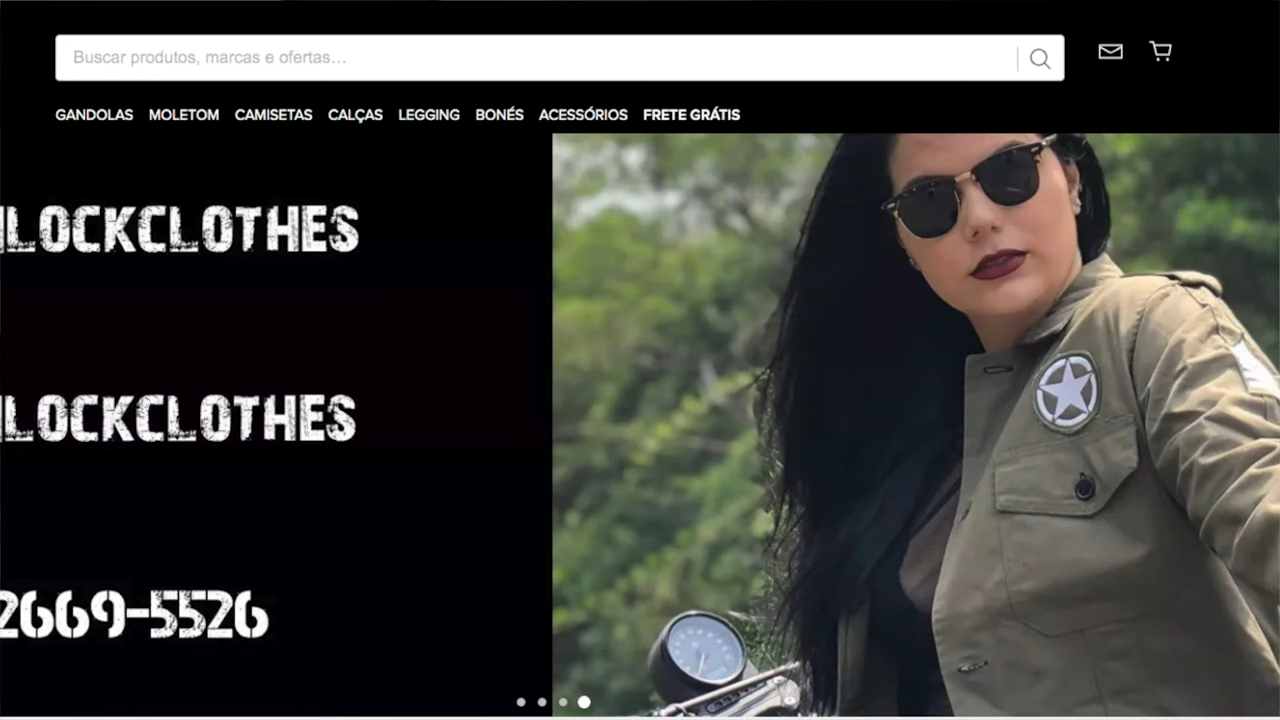 Buscar produtos, marcas e ofertas...
GANDOLAS MOLETOM CAMISETAS CALÇAS LEGGING BONÉS ACESSÓRIOS FRETE GRÁTIS
LOCKCLOTHES
LOCKCLOTHES
2669-5526